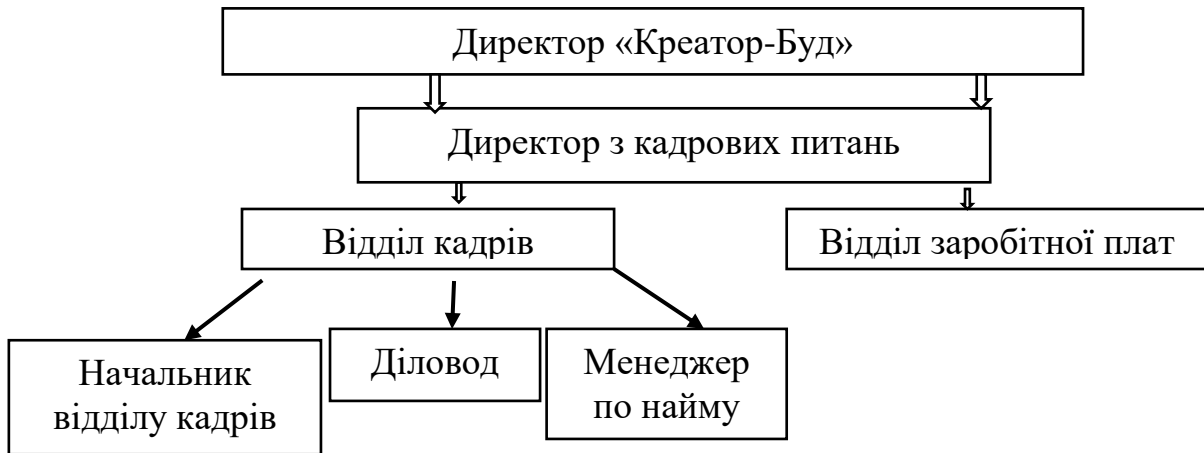 Директор «Креатор-Буд»
Директор з кадрових питань
Відділ кадрів
Відділ заробітної плат
Начальник
відділу кадрів
Діловод
Менеджер
по найму